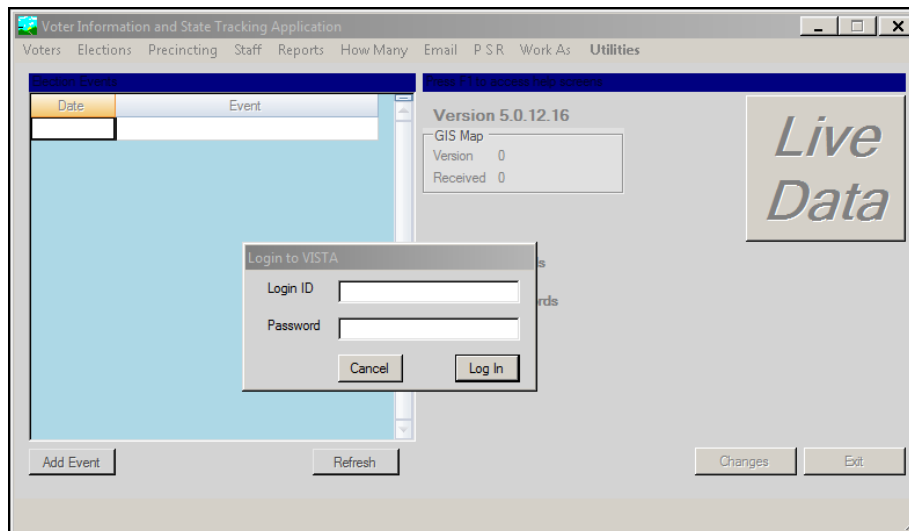 Voter Information and State Tracking Application
Voters Elections Precincting Staff Reports How Many Email P S R Work As Utilities
Date Event
Version 5.0.12.16
GIS Map
Version 0
Received 0
Live
Data
Login to VISTA
Login ID
Password
Cancel Log In
Add Event Refresh Changes Exit